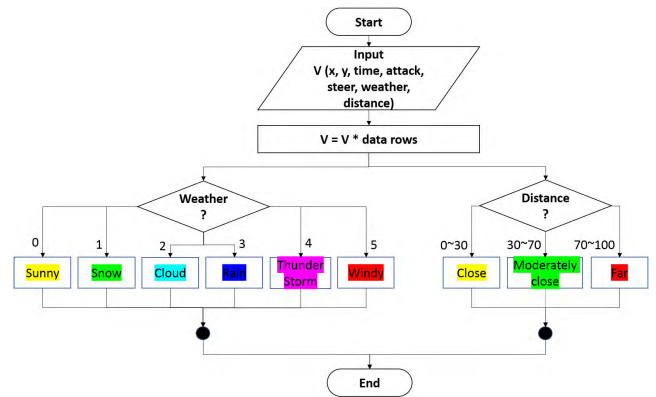 Start
Input
V (x, y, time, attack,
steer, weather,
distance)
V = V * data rows
Weather
?
Distance
?
0
1
2
3
4
5
0~30
30~70
70~100
Sunny
Snow
Cloud
Rain
Thunder
Storm
Windy
Close
Moderately
close
Far
End